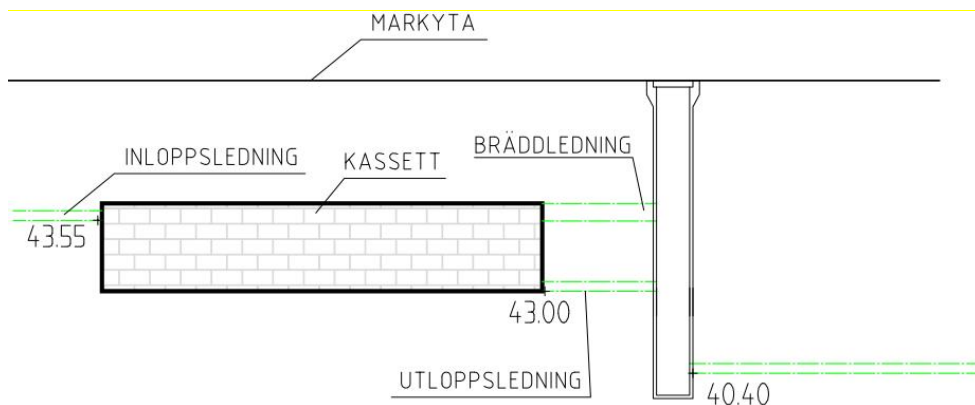 MARKYTA
INLOPPSLEDNING
KASSETT
BRÄDDLEDNING
43.55
43.00
UTLOPPSLEDNING
40.40